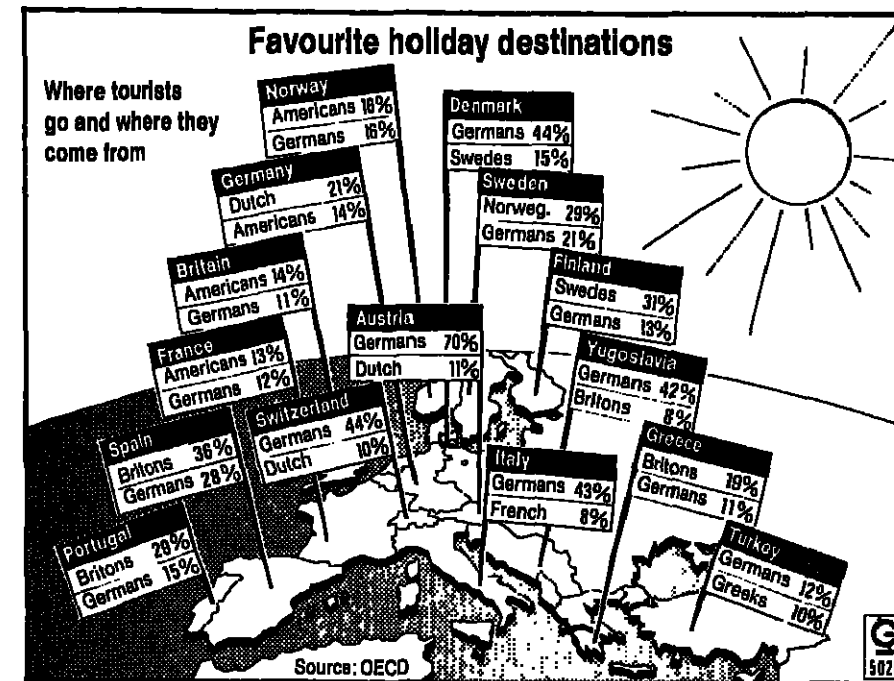 Favourite holiday destinations
Where tourists
go and where they
come from
Norway
Americans 18%
Germans 16%
Denmark
Germans 44%
Swedes 15%
Germany
Dutch 21%
Americans 14%
Sweden
Norweg. 29%
Germans 21%
Britain
Americans 14%
Germans 11%
Finland
Swedes 31%
Germans 13%
Austria
Germans 70%
Dutch 11%
France
Americans 13%
Germans 12%
Yugoslavia
Germans 42%
Britons 8%
Switzerland
Germans 44%
Dutch 10%
Spain
Britons 36%
Germans 28%
Greece
Britons 19%
Germans 11%
Italy
Germans 43%
French 8%
Portugal
Britons 29%
Germans 15%
Turkey
Germans 12%
Greeks 10%
Source: OECD
G
502